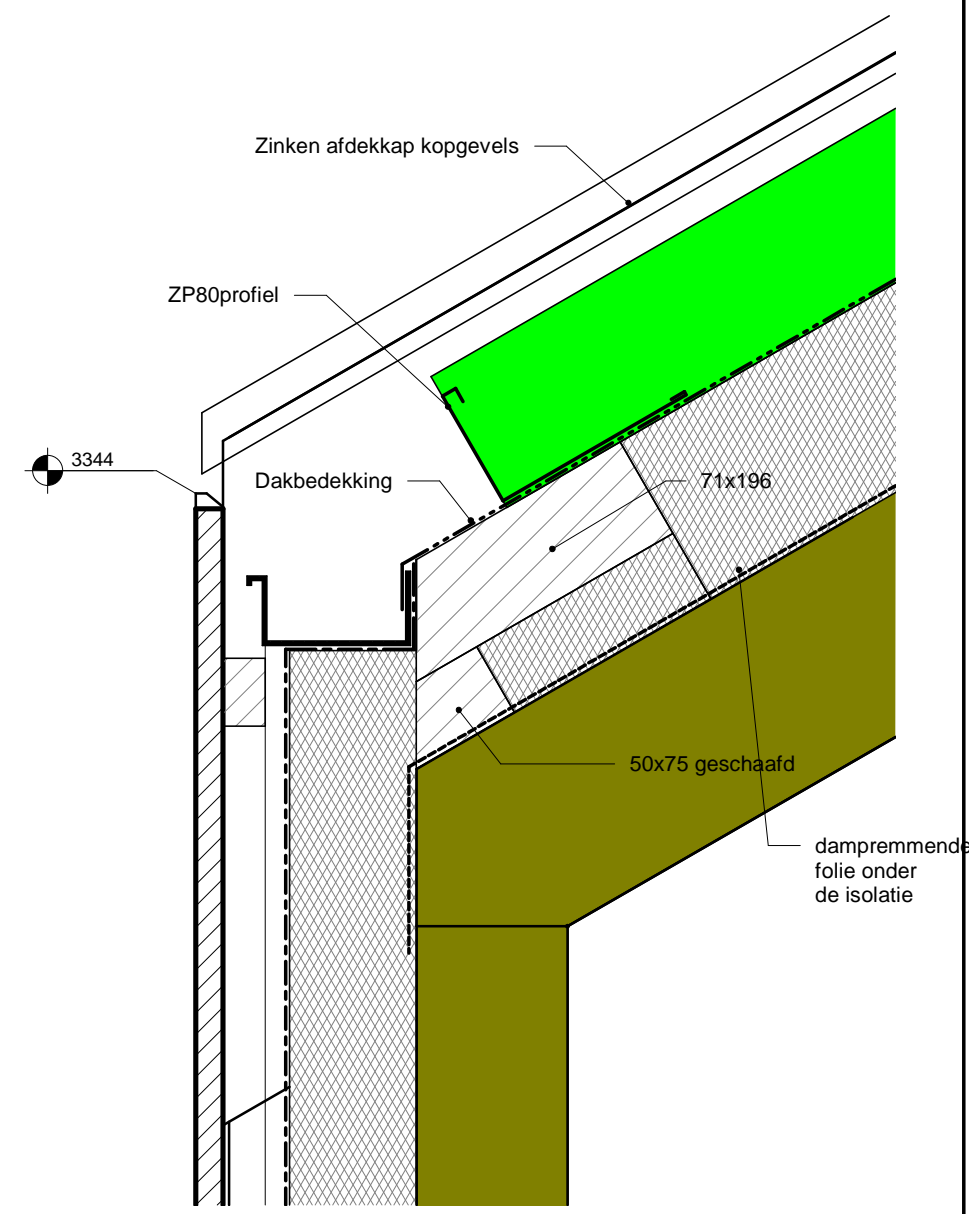 Zinken afdekkap kopgevels
ZP80profiel
3344
Dakbedekking
71x196
50x75 geschaafd
dampremmende
folie onder
de isolatie